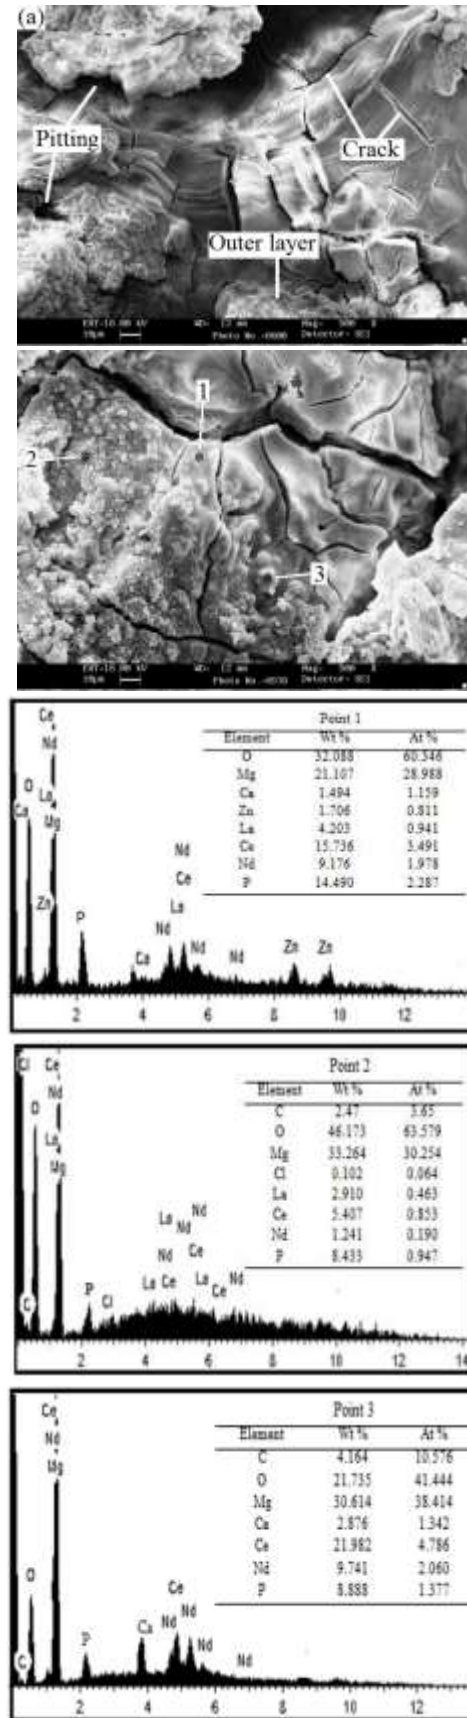 (a)
Pitting
Crack
Outer layer
1
2
3
Ce
Nd
O
La
Ca
Mg
Zn
P
Ca
Nd
Ce
La
Nd
Nd
Nd
Zn
Zn
Point 1
Element Wt % At %
O 32.088 60.346
Mg 21.107 28.988
Ca 1.494 1.159
Zn 1.706 0.811
La 4.203 0.941
Ce 15.736 3.491
Nd 9.176 1.978
P 14.490 2.287
2 4 6 8 10 12
Cl
Ce
Nd
O
La
Mg
C
P
Cl
La
Nd
Nd
Nd
Ce
La
Ce
La
Ce
Nd
Point 2
Element Wt % At %
C 2.47 3.65
O 46.173 63.579
Mg 33.264 30.254
Cl 0.102 0.064
La 2.910 0.463
Ce 5.407 0.853
Nd 1.241 0.190
P 8.433 0.947
2 4 6 8 10 12 14
Ce
Nd
Mg
O
C
P
Ca
Ce
Nd
Nd
Nd
Nd
Point 3
Element Wt % At %
C 4.164 10.576
O 21.735 41.444
Mg 30.614 38.414
Ca 2.876 1.342
Ce 21.982 4.786
Nd 9.741 2.060
P 8.888 1.377
2 4 6 8 10 12